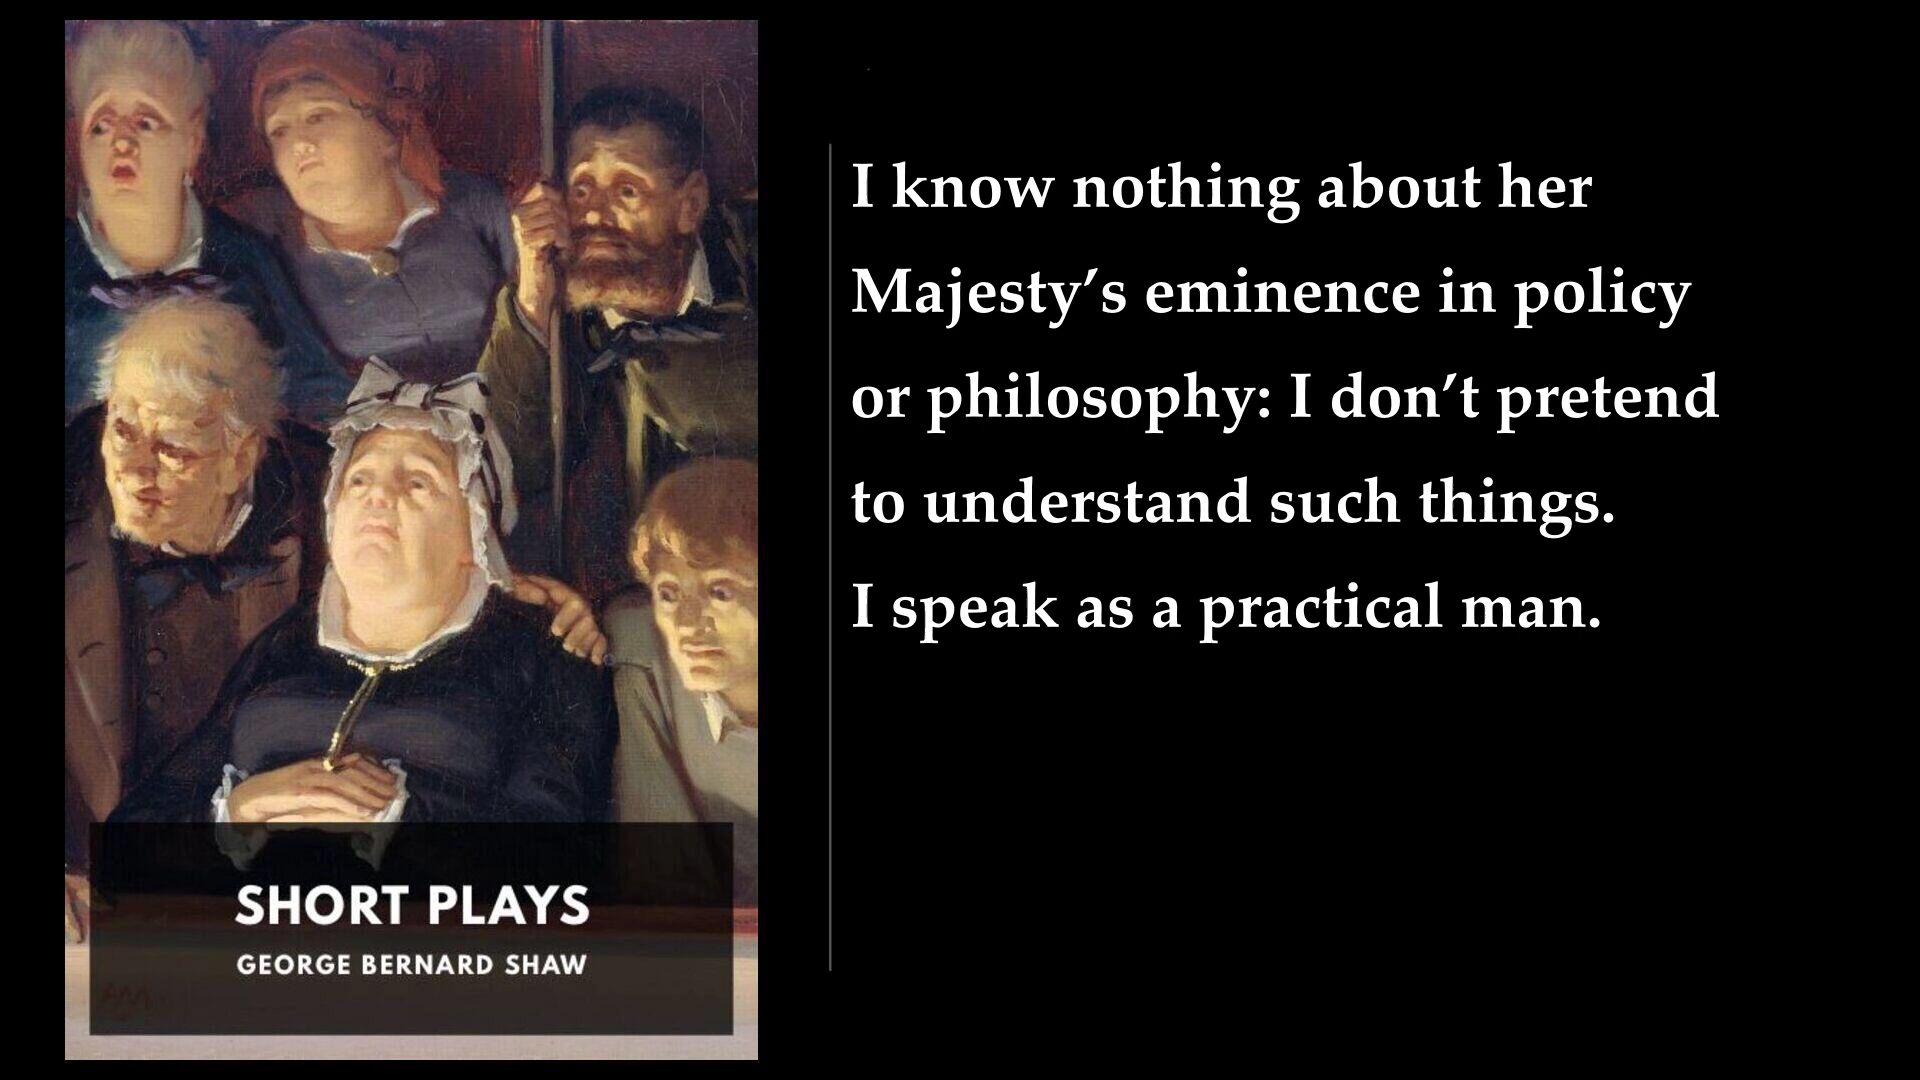 I know nothing about her
Majesty’s eminence in policy
or philosophy: I don’t pretend
to understand such things.
I speak as a practical man.
SHORT PLAYS
GEORGE BERNARD SHAW